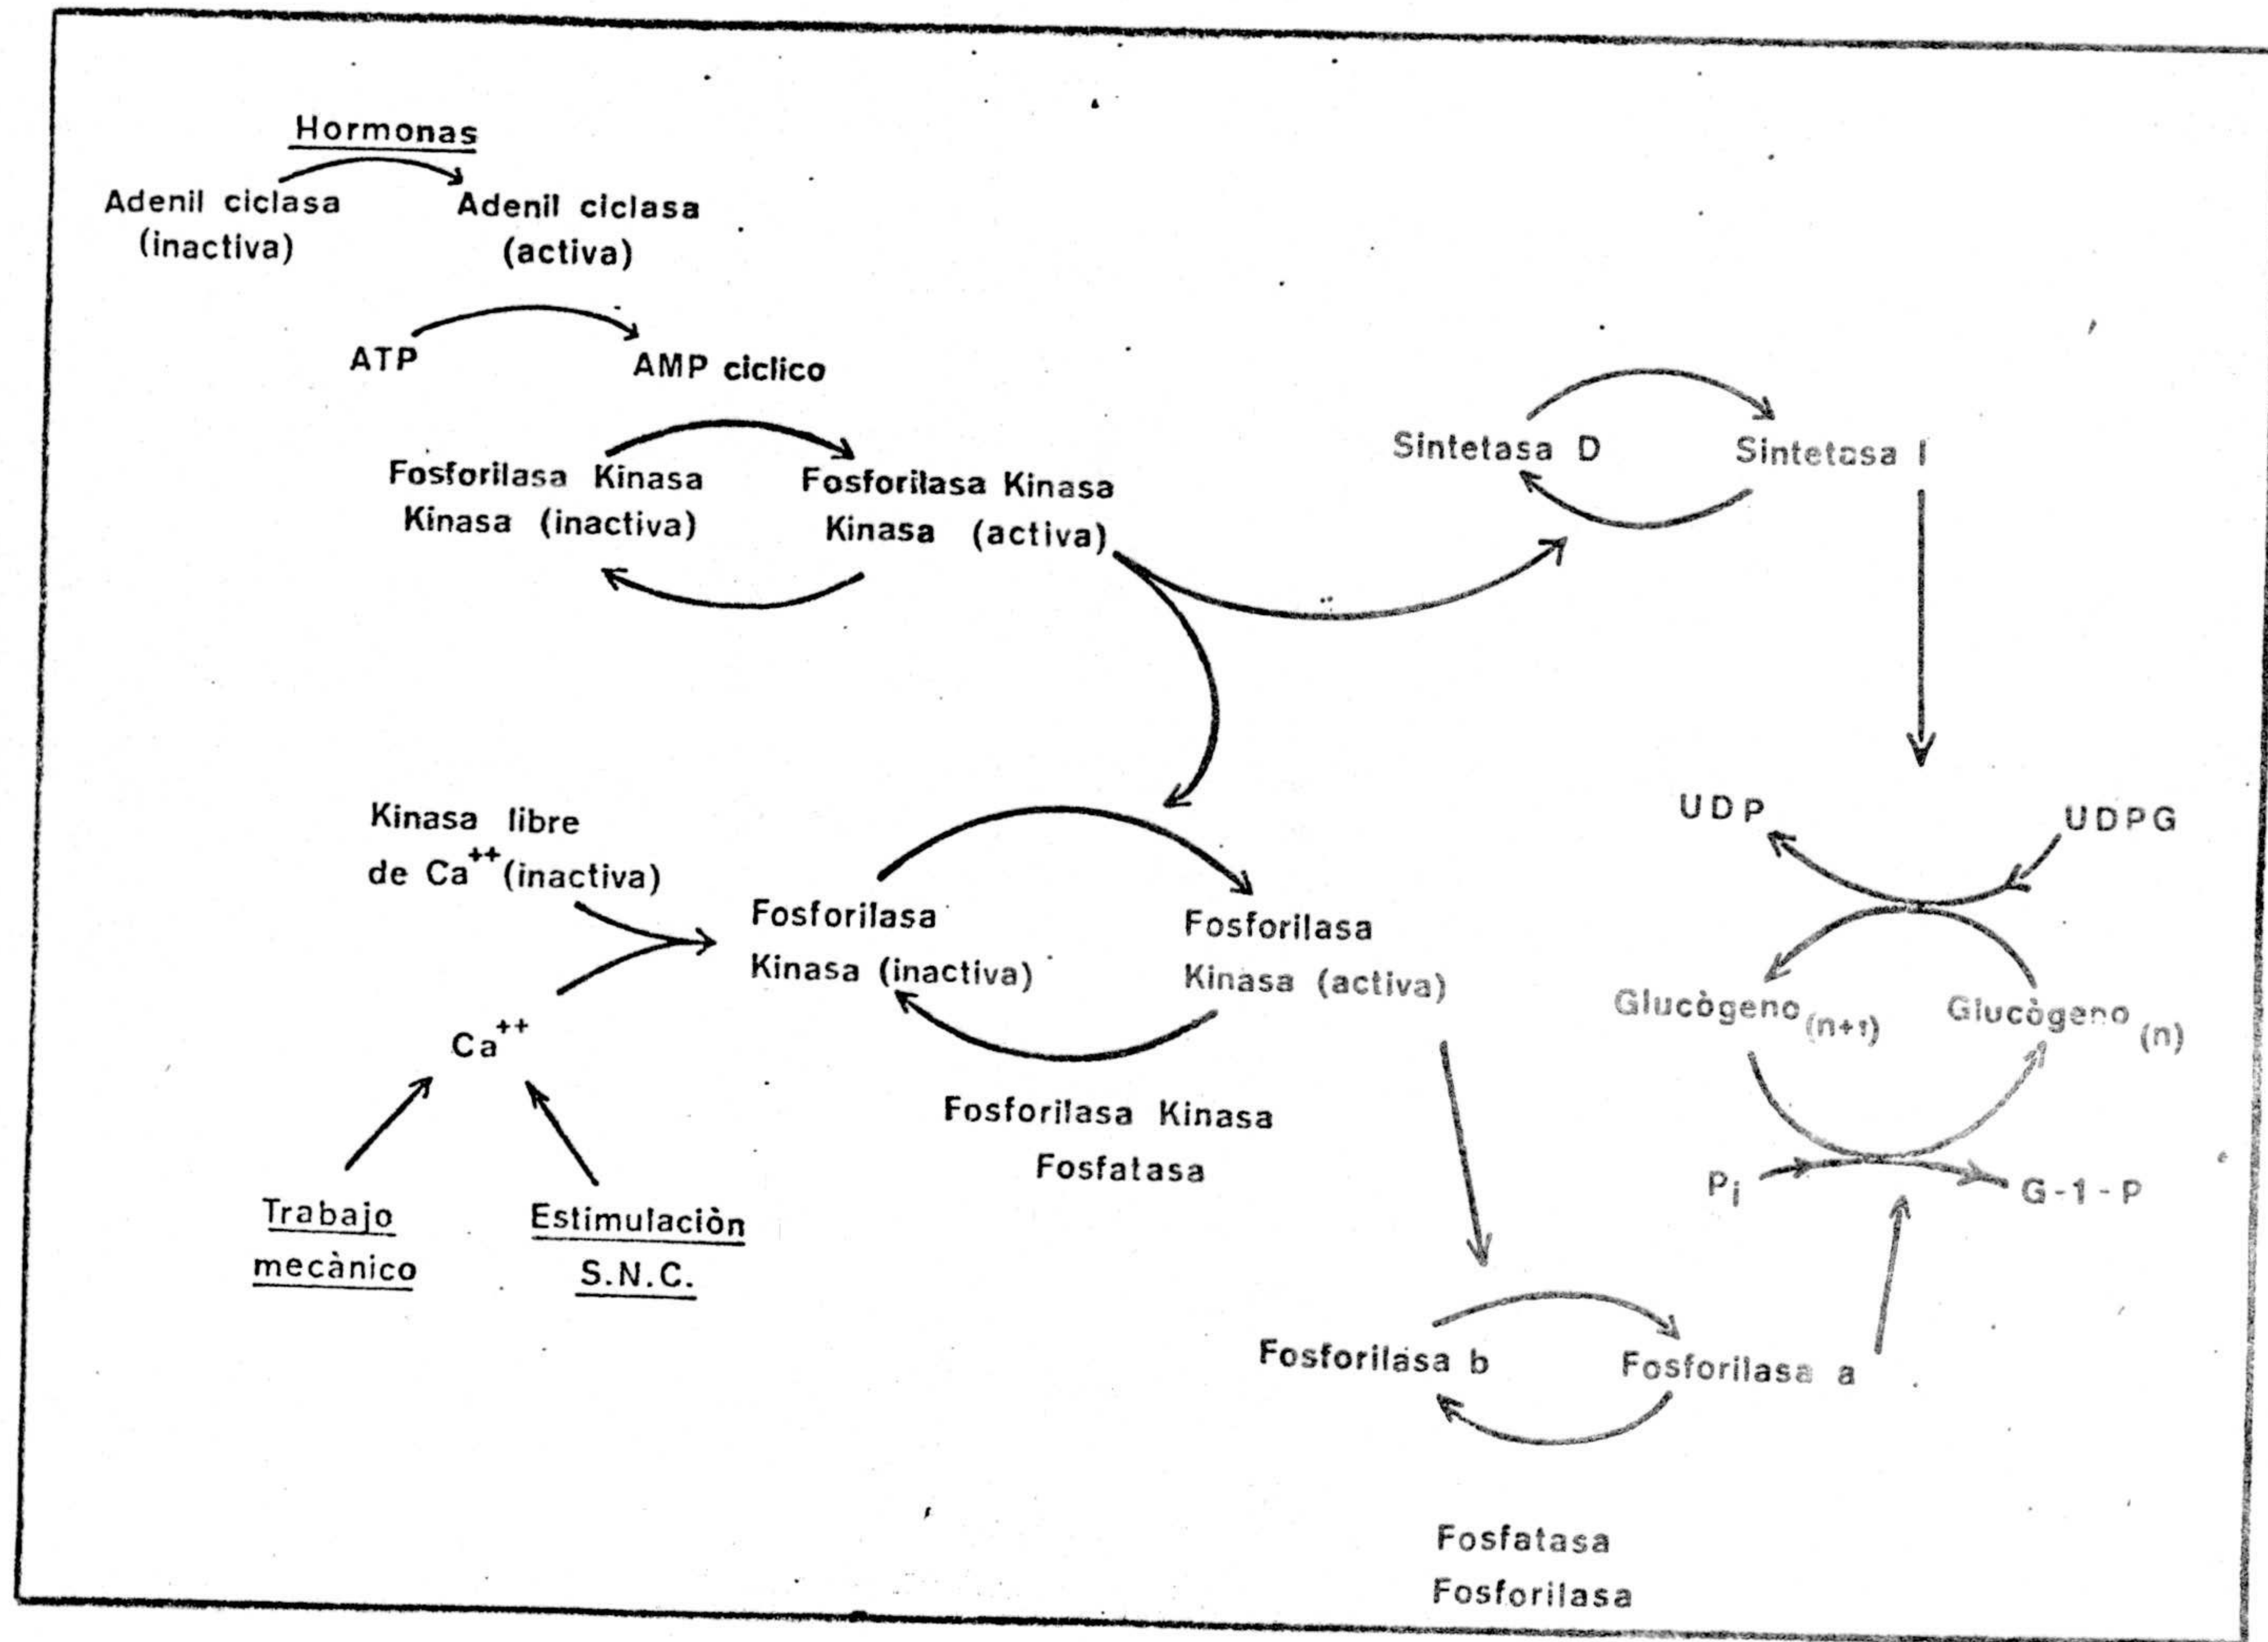 Hormonas
Adenil ciclasa
(inactiva)
Adenil ciclasa
(activa)
ATP
AMP ciclico
Fosforilasa Kinasa
Kinasa (inactiva)
Fosforilasa Kinasa
Kinasa (activa)
Sintetasa D
Sintetasa I
Kinasa libre
de Ca++ (inactiva)
Ca++
Trabajo
mecànico
Estimulaciòn
S.N.C.
Fosforilasa
Kinasa (inactiva)
Fosforilasa
Kinasa (activa)
Fosforilasa Kinasa
Fosfatasa
UDP
UDPG
Glucògeno (n+1)
Glucògeno (n)
Pi
G-1-P
Fosforilasa b
Fosforilasa a
Fosfatasa
Fosforilasa